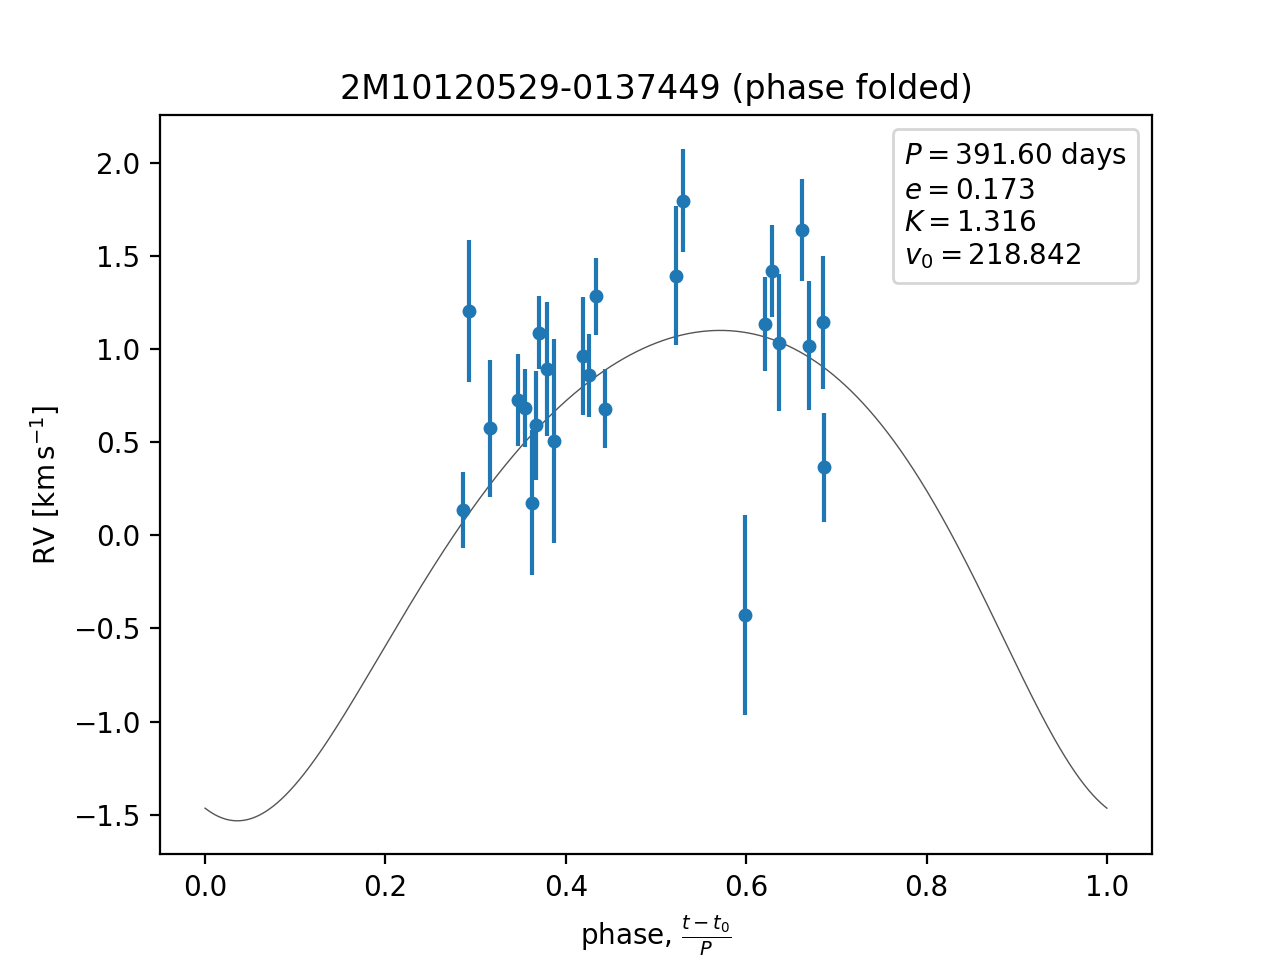 2M10120529-0137449 (phase folded)
P = 391.60 days
e = 0.173
K = 1.316
v₀ = 218.842
2.0
1.5
1.0
0.5
0.0
−0.5
−1.0
−1.5
RV [km s⁻¹]
0.0 0.2 0.4 0.6 0.8 1.0
phase, (t − t₀)/P